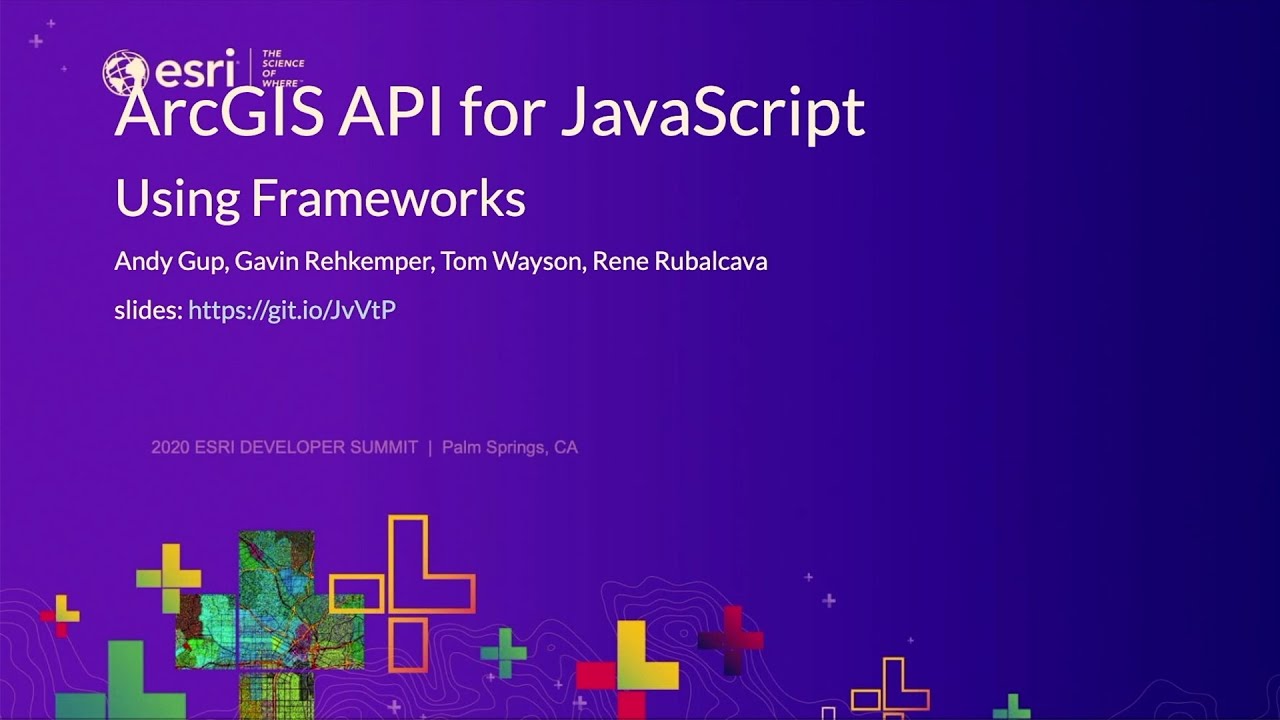 esri
THE
SCIENCE
OF
WHERE™
ArcGIS API for JavaScript
Using Frameworks
Andy Gup, Gavin Rehkemper, Tom Wayson, Rene Rubalcava
slides: https://git.io/JvVtP
2020 ESRI DEVELOPER SUMMIT | Palm Springs, CA